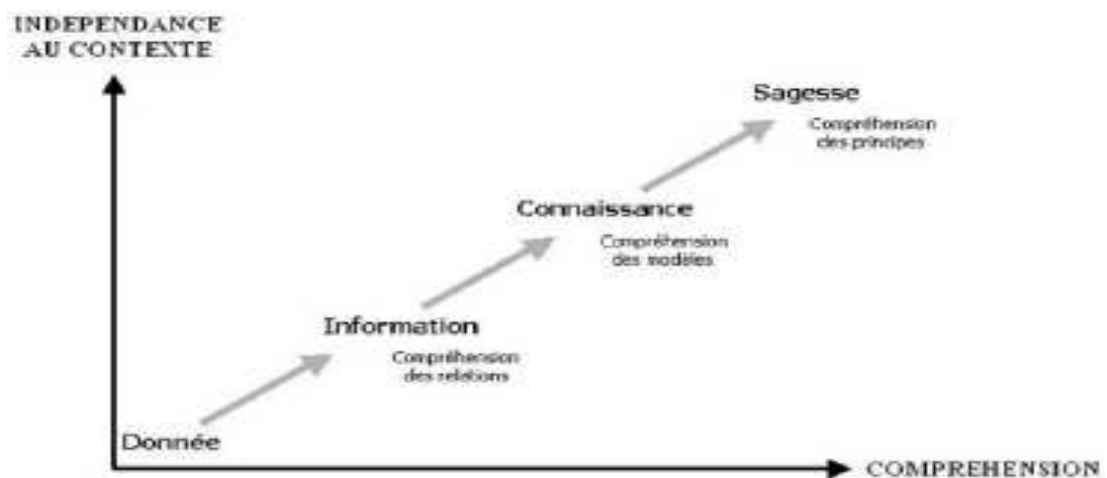 INDEPENDANCE
AU CONTEXTE
Sagesse
Compréhension
des principes
Connaissance
Compréhension
des modèles
Information
Compréhension
des relations
Donnée
COMPREHENSION